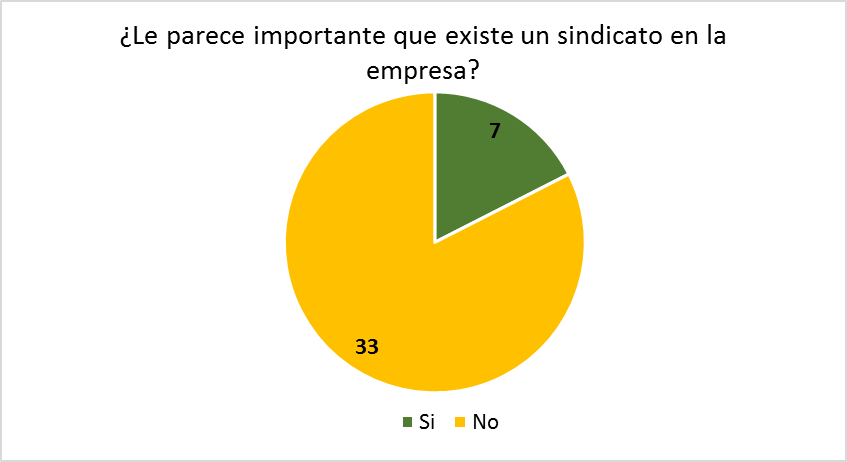 ¿Le parece importante que existe un sindicato en la
empresa?
7
33
Si No